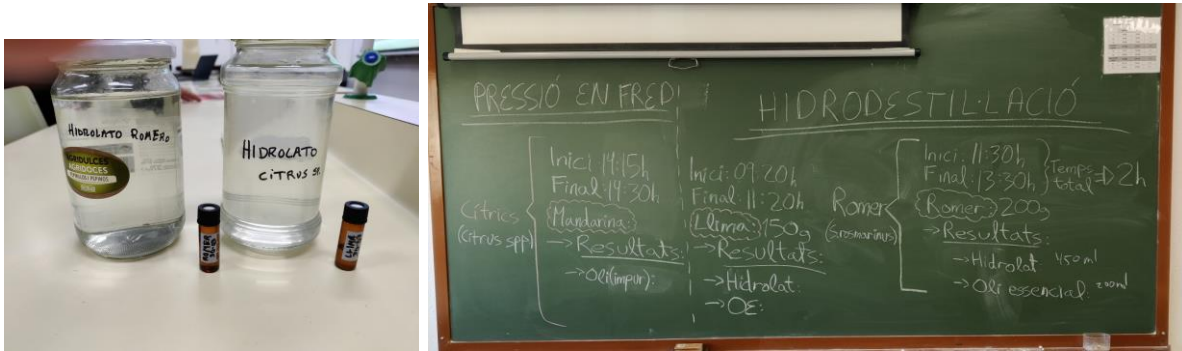 HIDROLATO ROMERO
AGRIDULCES
AGRIDOCES
HIDROLATO
CITRUS SP.
PRESSIÓ EN FRED
HIDRODESTIL·LACIÓ
Cítrics
(Citrus spp)
Inici: 14:15h
Final: 14:30h
Mandarina:
→ Resultats:
→ Oli (impur):
Inici: 09:20h
Final: 11:20h
Llima: 150g
→ Resultats:
→ Hidrolat:
→ OE:
Romer
(S. rosmarinus)
Inici: 11:30h
Final: 13:30h
Temps
total
⇒ 2h
Romer: 200g
→ Resultats:
→ Hidrolat 450ml
→ Oli essencial: